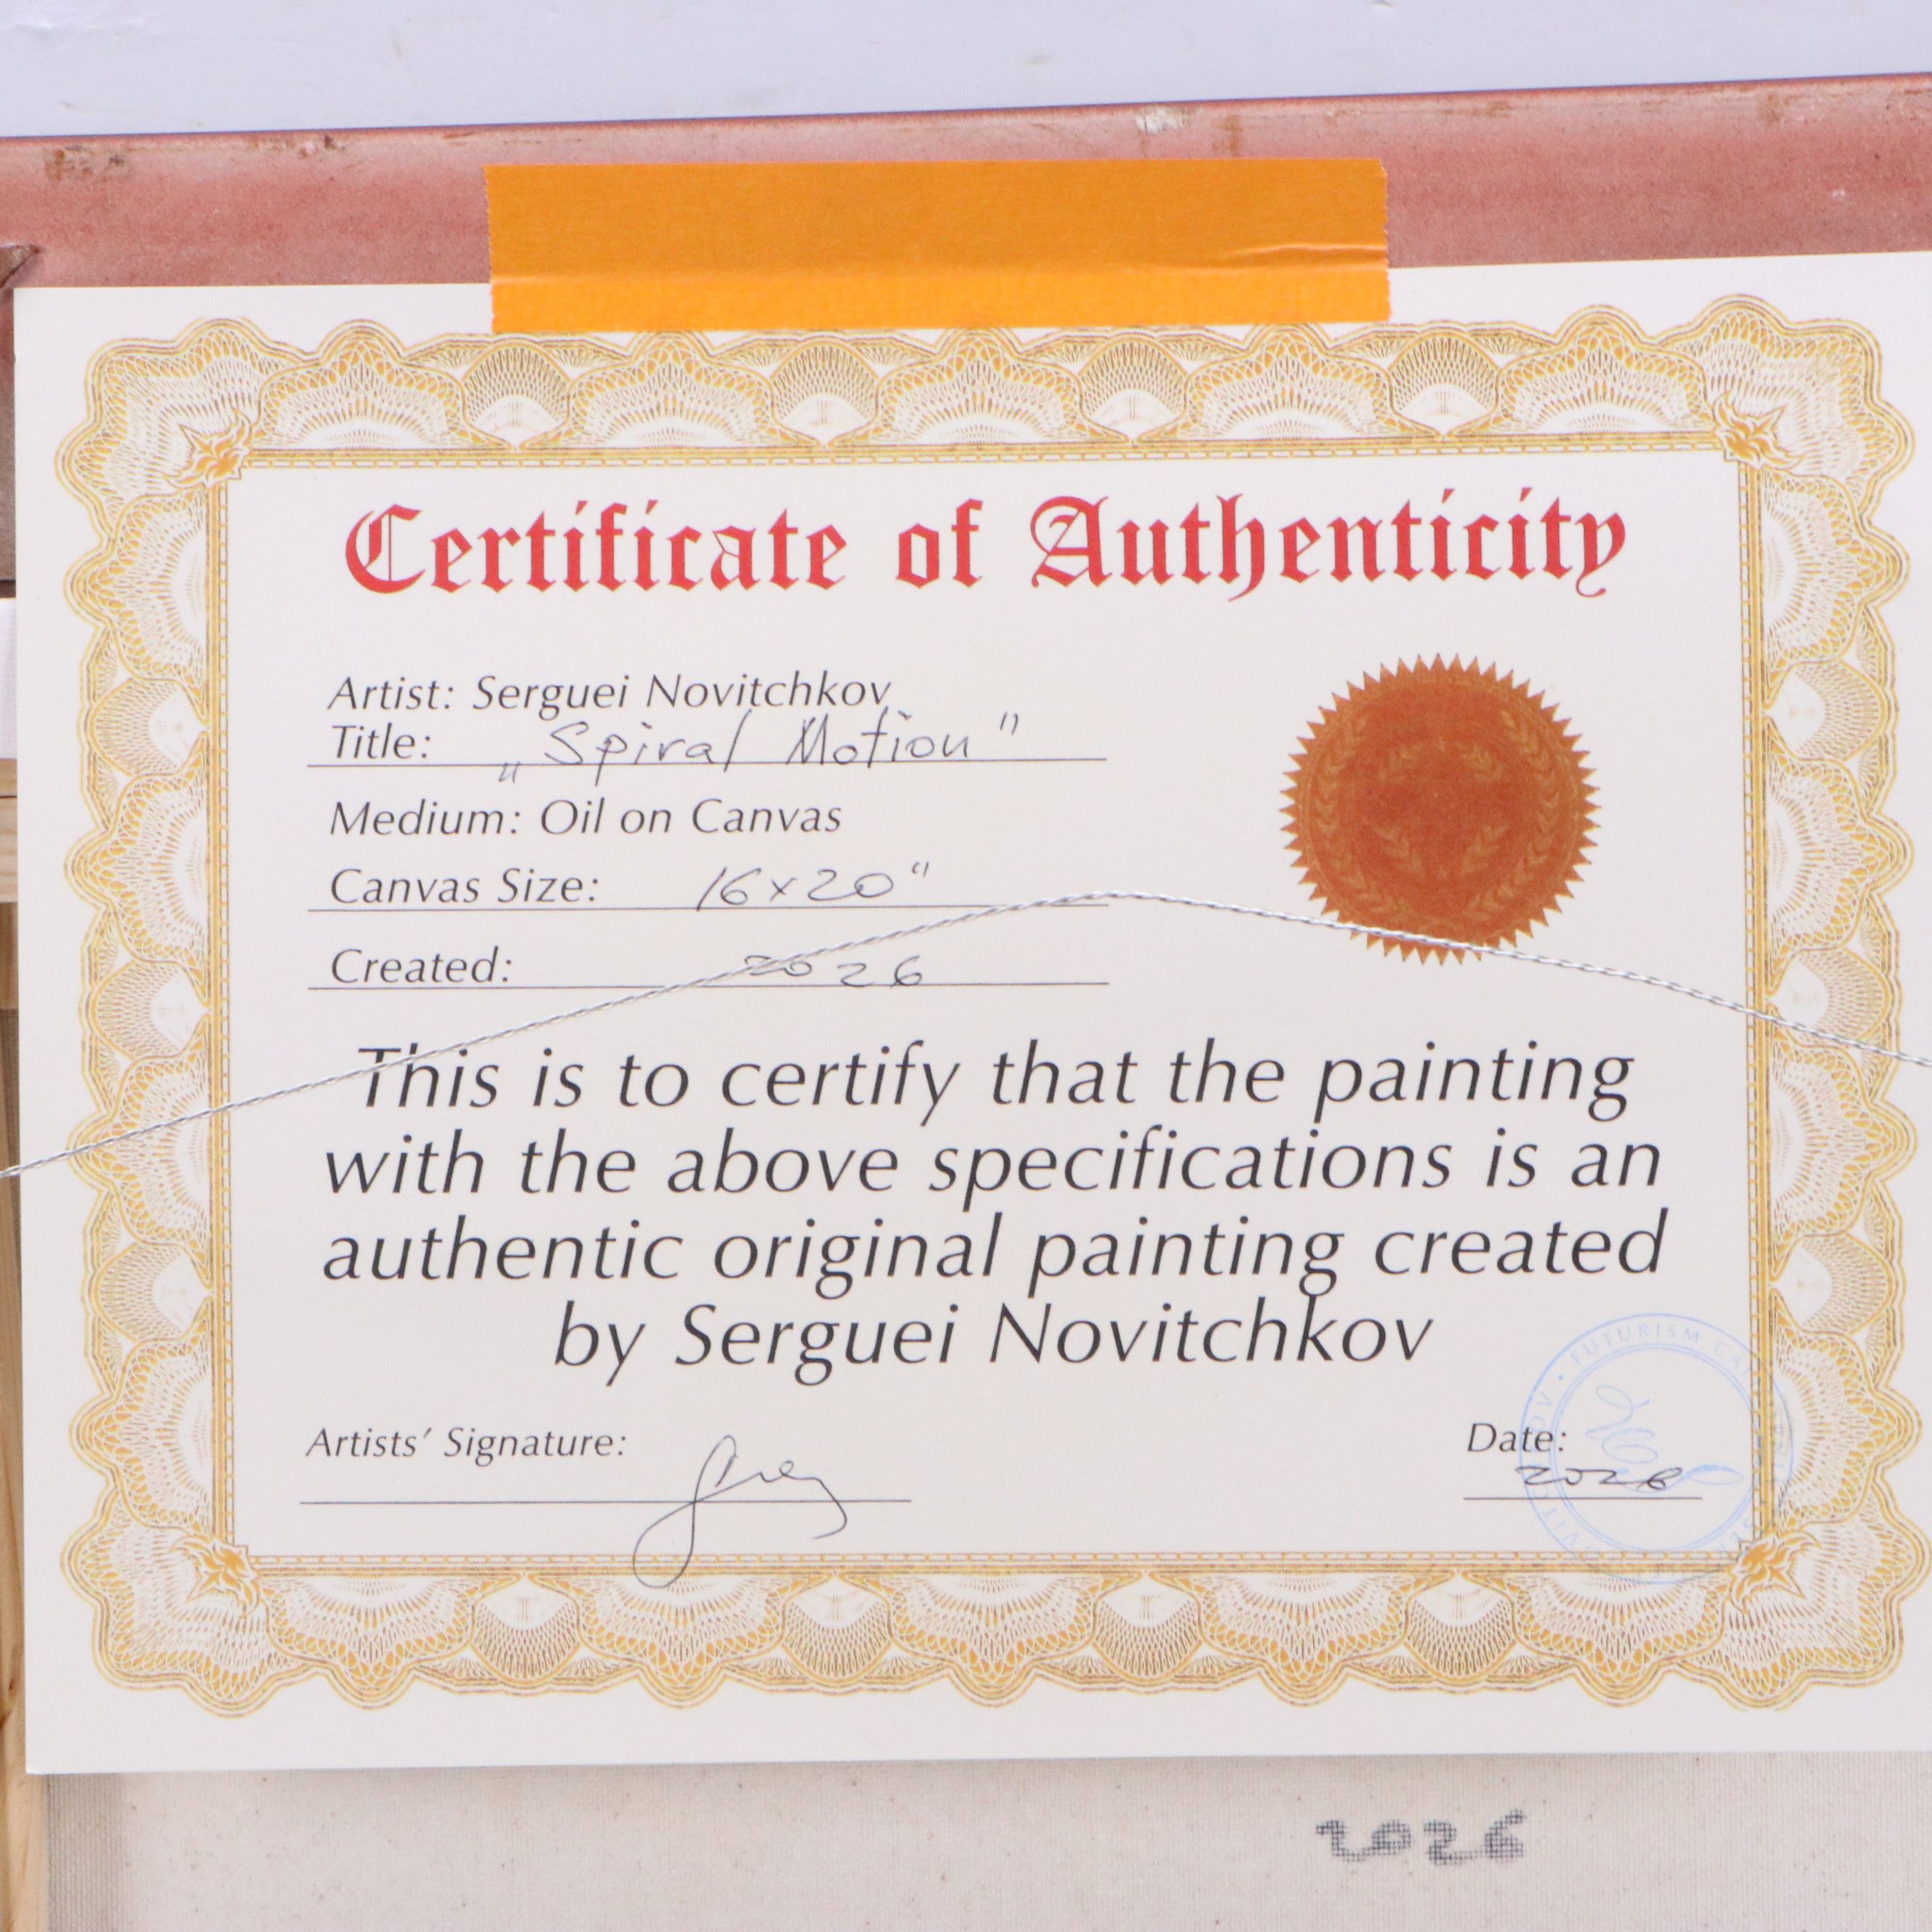 Certificate of Authenticity
Artist: Serguei Novitchkov
Title: „Spiral Motion"
Medium: Oil on Canvas
Canvas Size: 16x20"
Created: 2026
This is to certify that the painting
with the above specifications is an
authentic original painting created
by Serguei Novitchkov
Artists' Signature:
Date:
2026
FUTURISM
2026